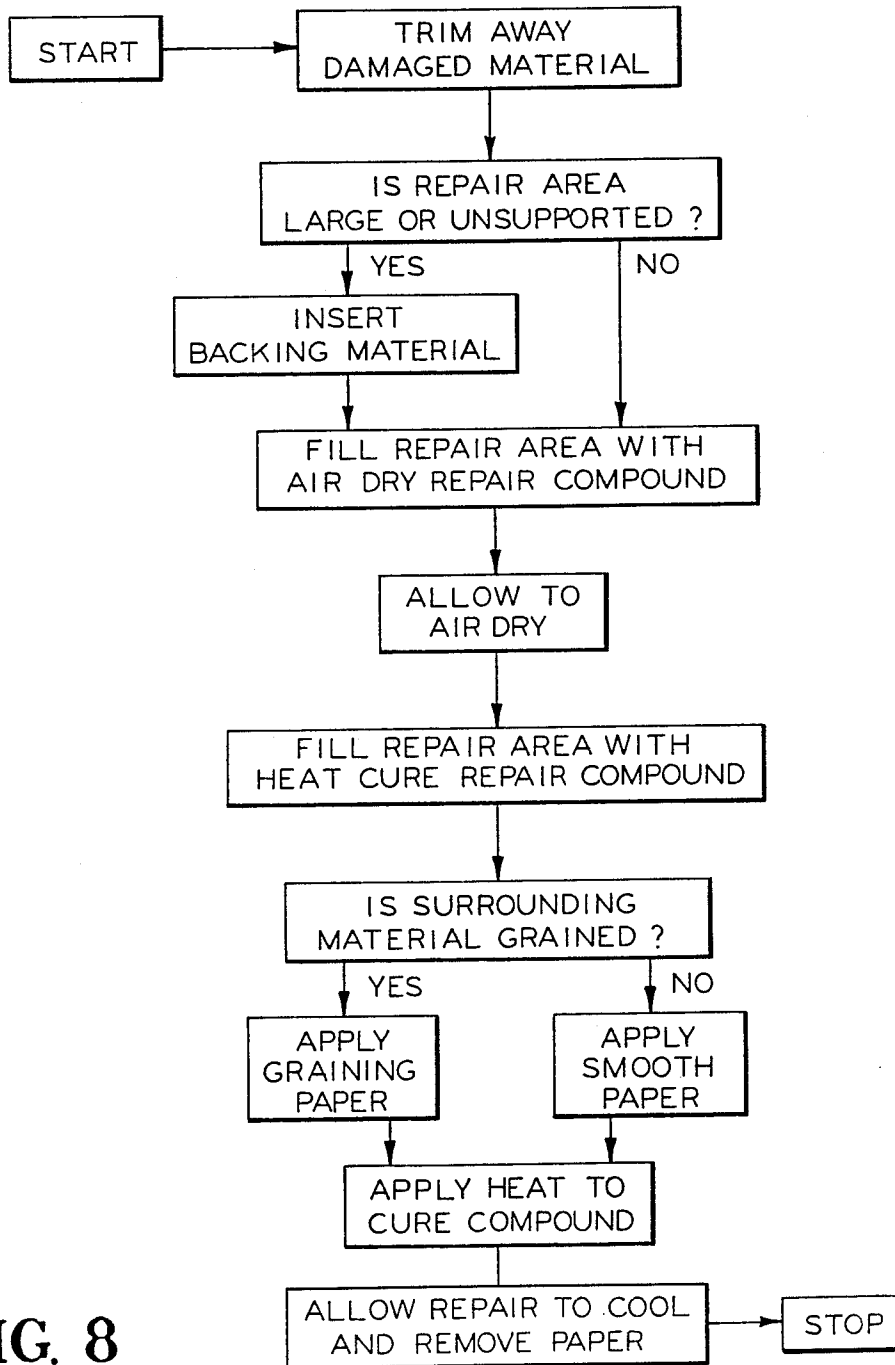 START
TRIM AWAY
DAMAGED MATERIAL
IS REPAIR AREA
LARGE OR UNSUPPORTED ?
YES
NO
INSERT
BACKING MATERIAL
FILL REPAIR AREA WITH
AIR DRY REPAIR COMPOUND
ALLOW TO
AIR DRY
FILL REPAIR AREA WITH
HEAT CURE REPAIR COMPOUND
IS SURROUNDING
MATERIAL GRAINED ?
YES
NO
APPLY
GRAINING
PAPER
APPLY
SMOOTH
PAPER
APPLY HEAT TO
CURE COMPOUND
ALLOW REPAIR TO COOL
AND REMOVE PAPER
STOP
IG. 8